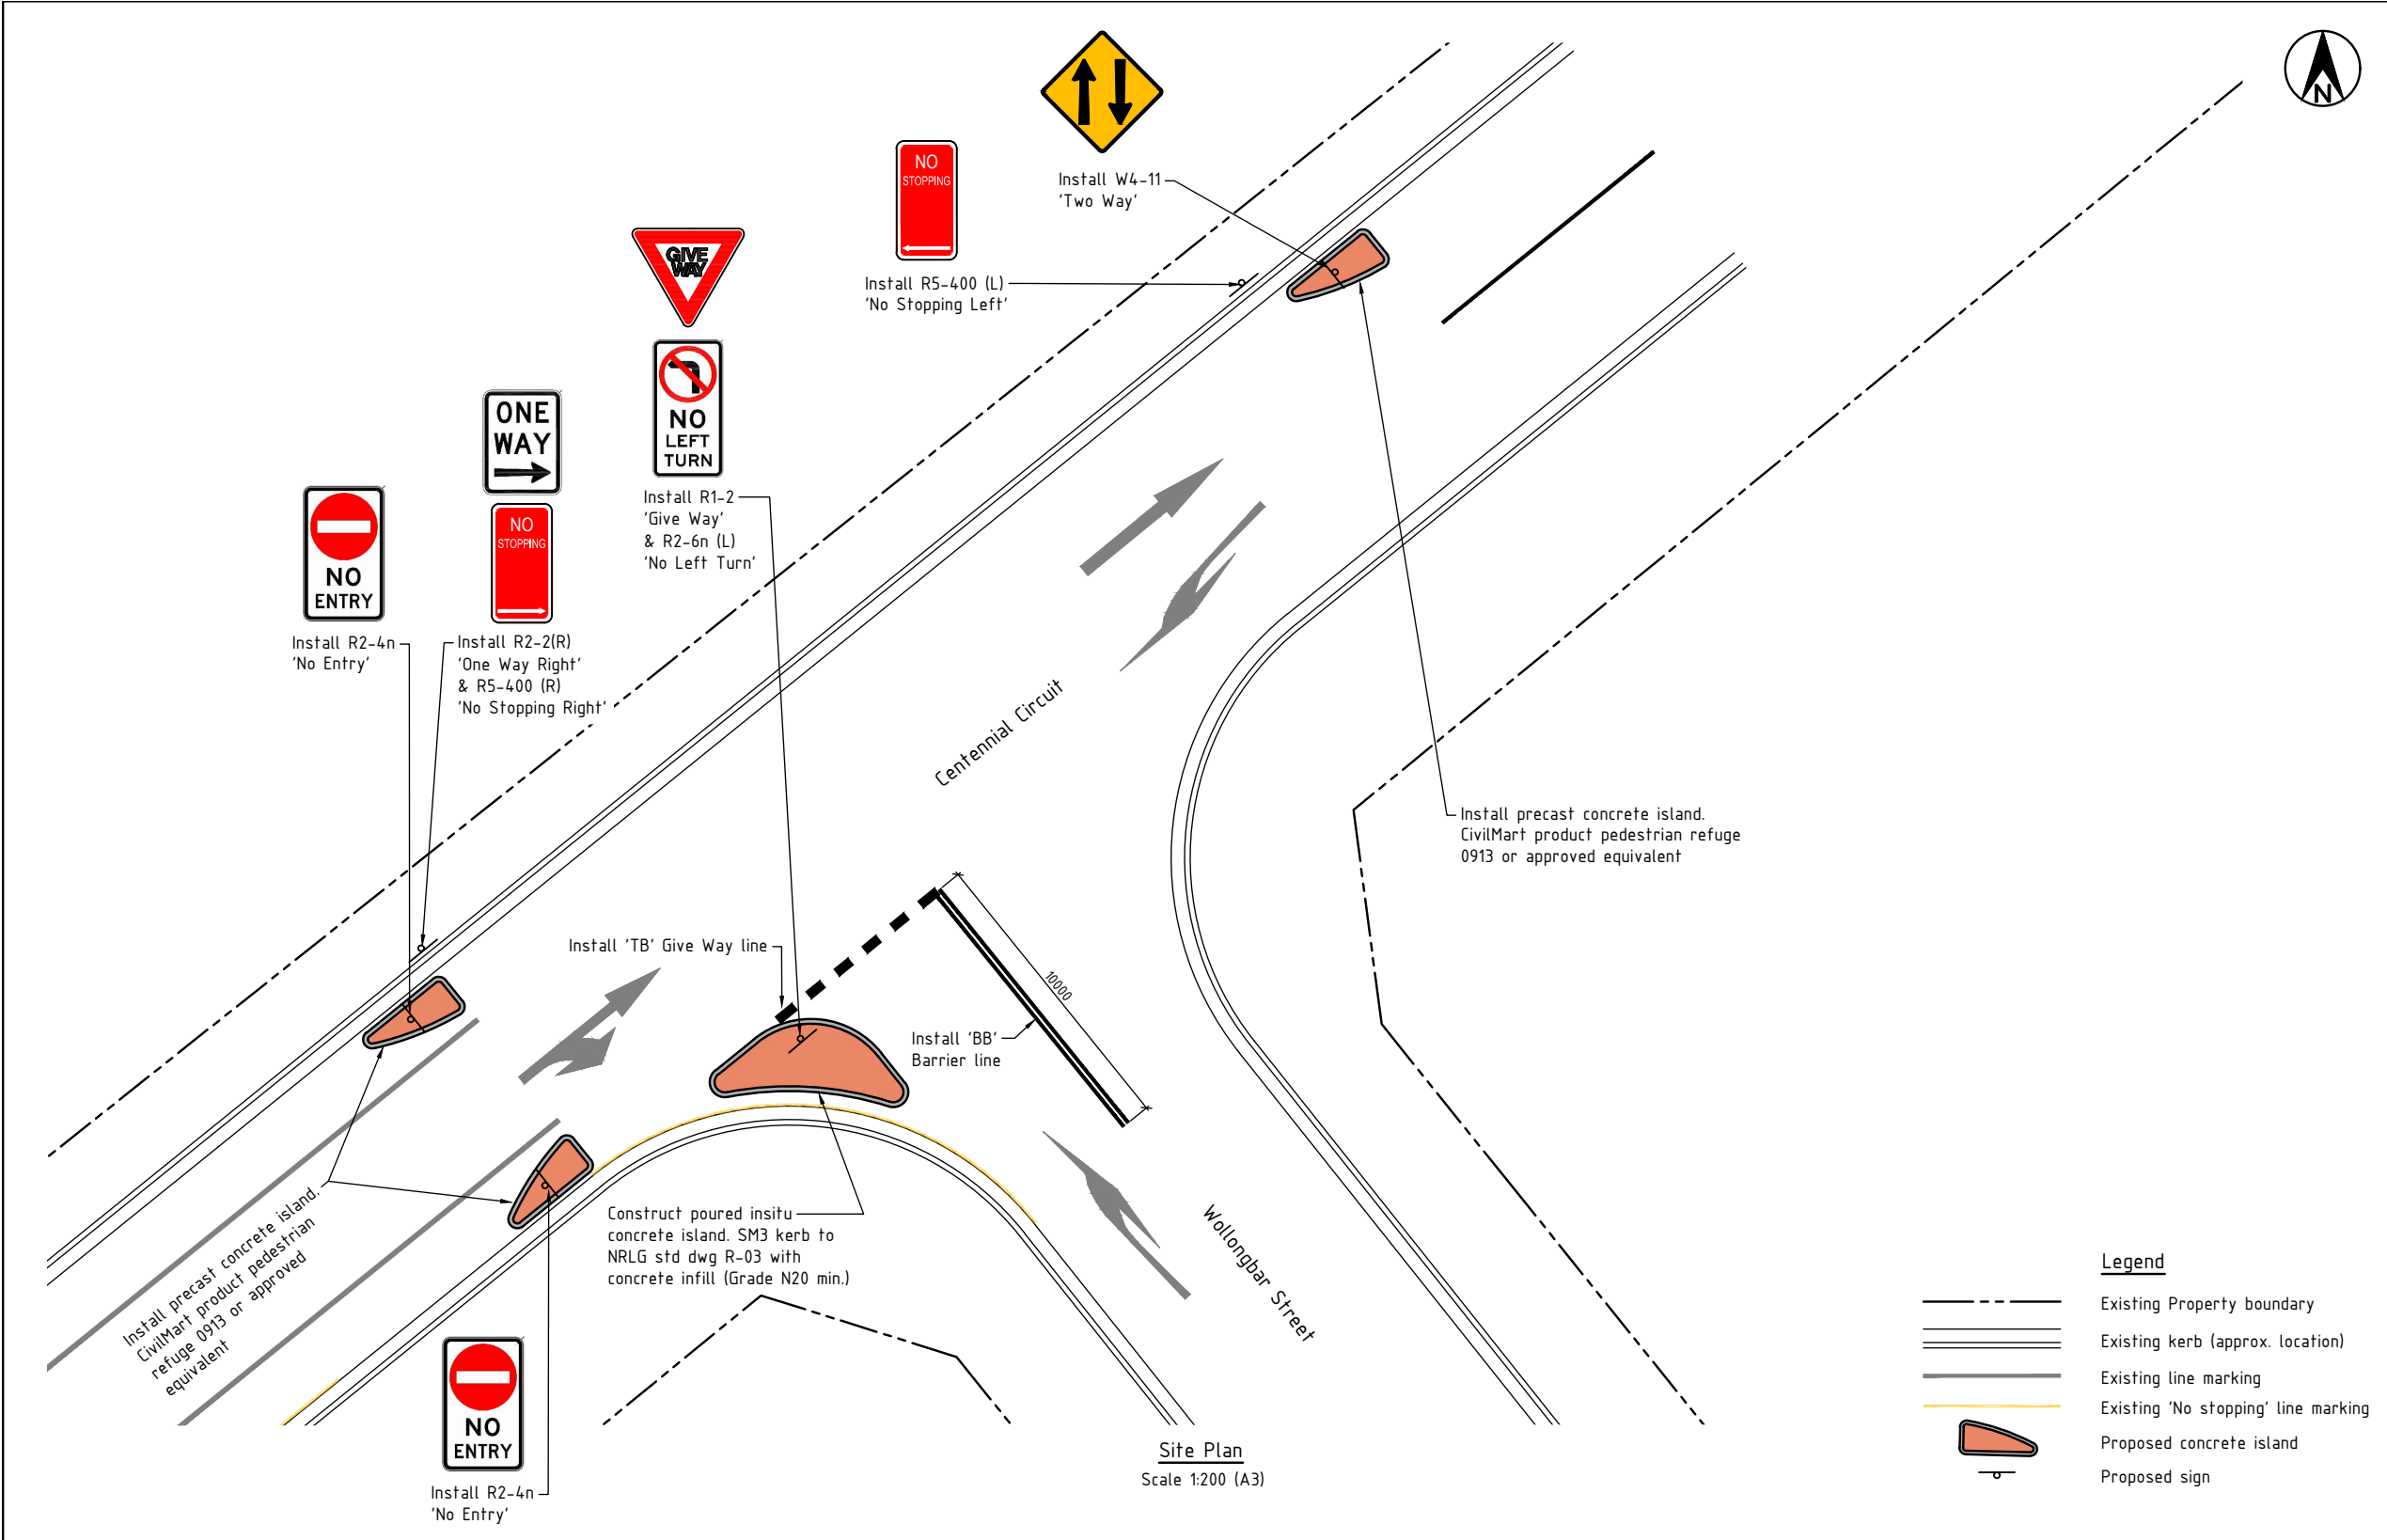 N
Install W4-11
'Two Way'
NO
STOPPING
Install R5-400 (L)
'No Stopping Left'
GIVE
WAY
NO
LEFT
TURN
Install R1-2
'Give Way'
& R2-6n (L)
'No Left Turn'
ONE
WAY
NO
STOPPING
Install R2-2(R)
'One Way Right'
& R5-400 (R)
'No Stopping Right'
NO
ENTRY
Install R2-4n
'No Entry'
Centennial Circuit
Install precast concrete island.
CivilMart product pedestrian refuge
0913 or approved equivalent
Install 'TB' Give Way line
10000
Install 'BB'
Barrier line
Install precast concrete island.
CivilMart product pedestrian
refuge 0913 or approved
equivalent
Construct poured insitu
concrete island. SM3 kerb to
NRLG std dwg R-03 with
concrete infill (Grade N20 min.)
Wollongbar Street
NO
ENTRY
Install R2-4n
'No Entry'
Site Plan
Scale 1:200 (A3)
Legend
Existing Property boundary
Existing kerb (approx. location)
Existing line marking
Existing 'No stopping' line marking
Proposed concrete island
Proposed sign